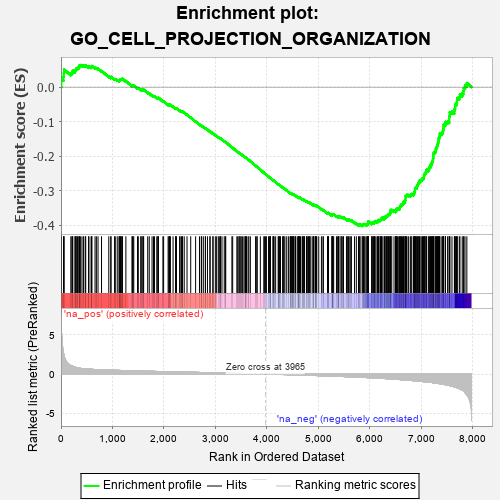 Enrichment plot:
GO_CELL_PROJECTION_ORGANIZATION
Enrichment score (ES)
0.0
-0.1
-0.2
-0.3
-0.4
'na_pos' (positively correlated)
Ranked list metric (PreRanked)
5
0
-5
Zero cross at 3965
'na_neg' (negatively correlated)
0
1,000
2,000
3,000
4,000
5,000
6,000
7,000
8,000
Rank in Ordered Dataset
Enrichment profile
Hits
Ranking metric scores